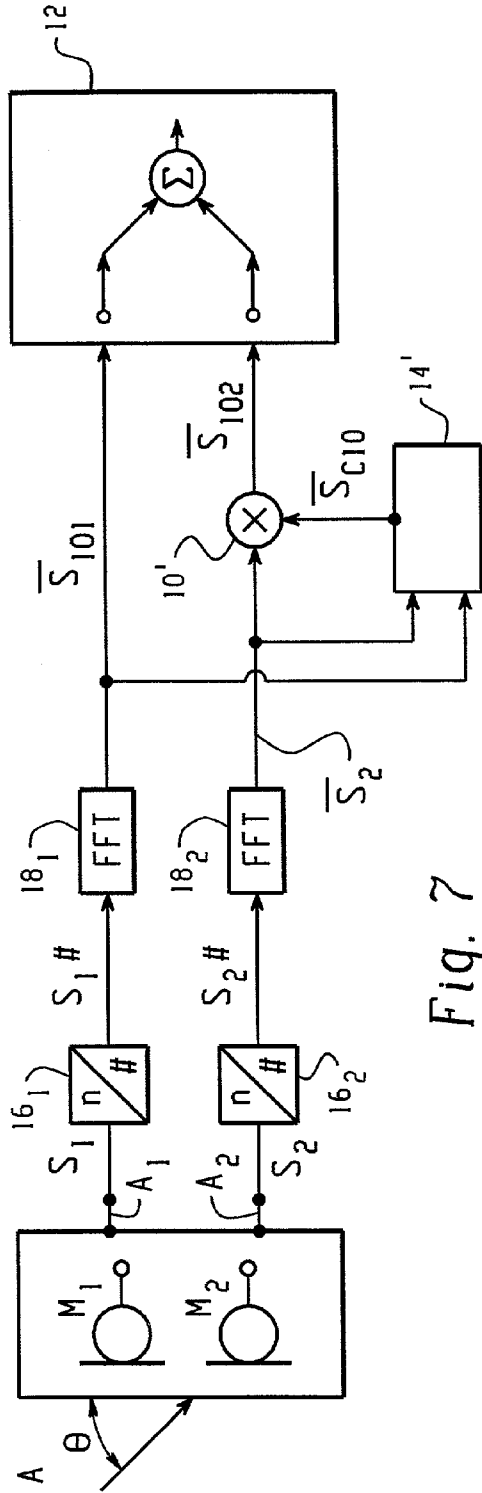 A
θ
M₁
M₂
A₁
A₂
S₁
S₂
n
#
n
#
16₁
16₂
S₁#
S₂#
18₁
FFT
18₂
FFT
S̅₂
S̅₁₀₁
10'
×
S̅₁₀₂
S̅C10
14'
Σ
12
Fig. 7